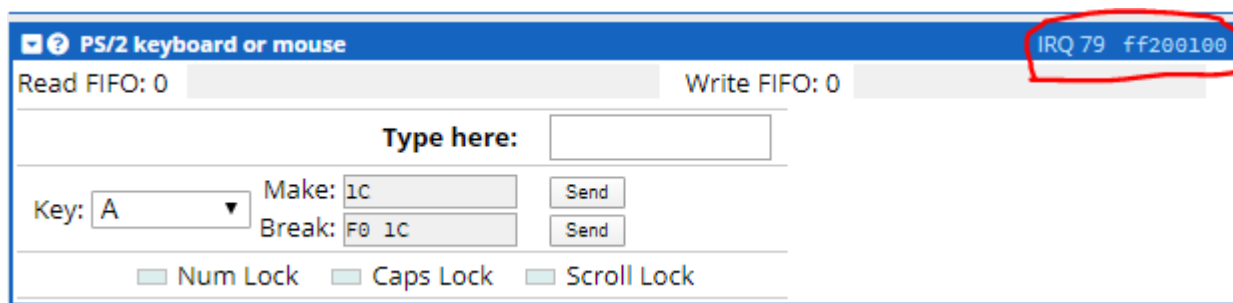 PS/2 keyboard or mouse IRQ 79 ff200100
Read FIFO: 0 Write FIFO: 0
Type here:
Key: A Make: 1C Send
Break: F0 1C Send
Num Lock Caps Lock Scroll Lock